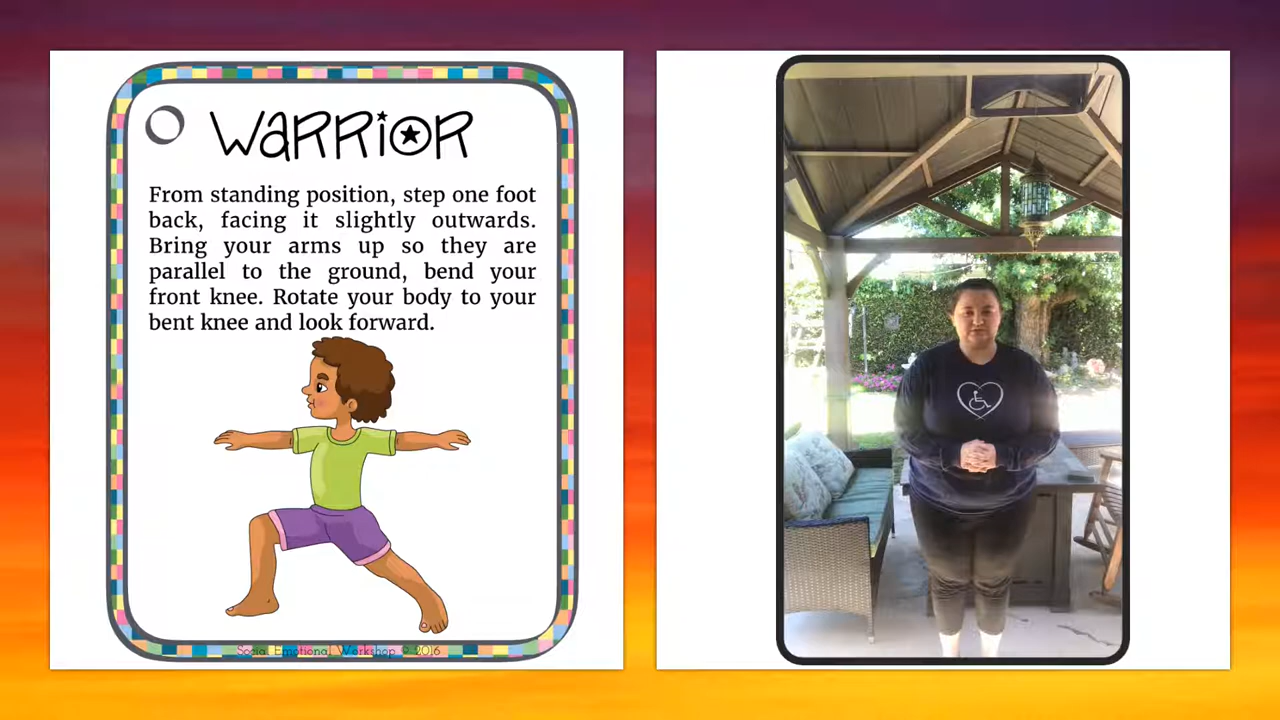 WARRIOR
From standing position, step one foot
back, facing it slightly outwards.
Bring your arms up so they are
parallel to the ground, bend your
front knee. Rotate your body to your
bent knee and look forward.
Social Emotional Workshop © 2016